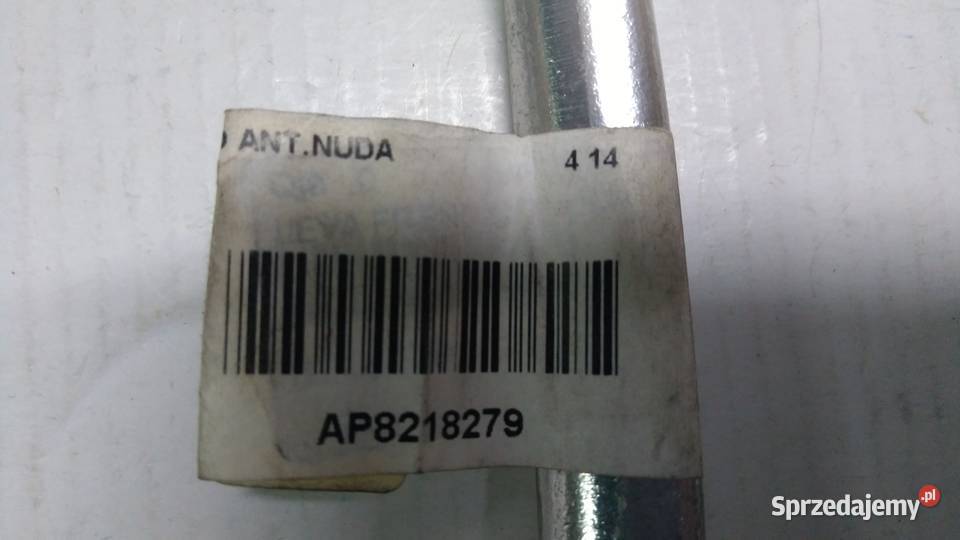 ANT.NUDA 4 14
AP8218279
Sprzedajemy.pl